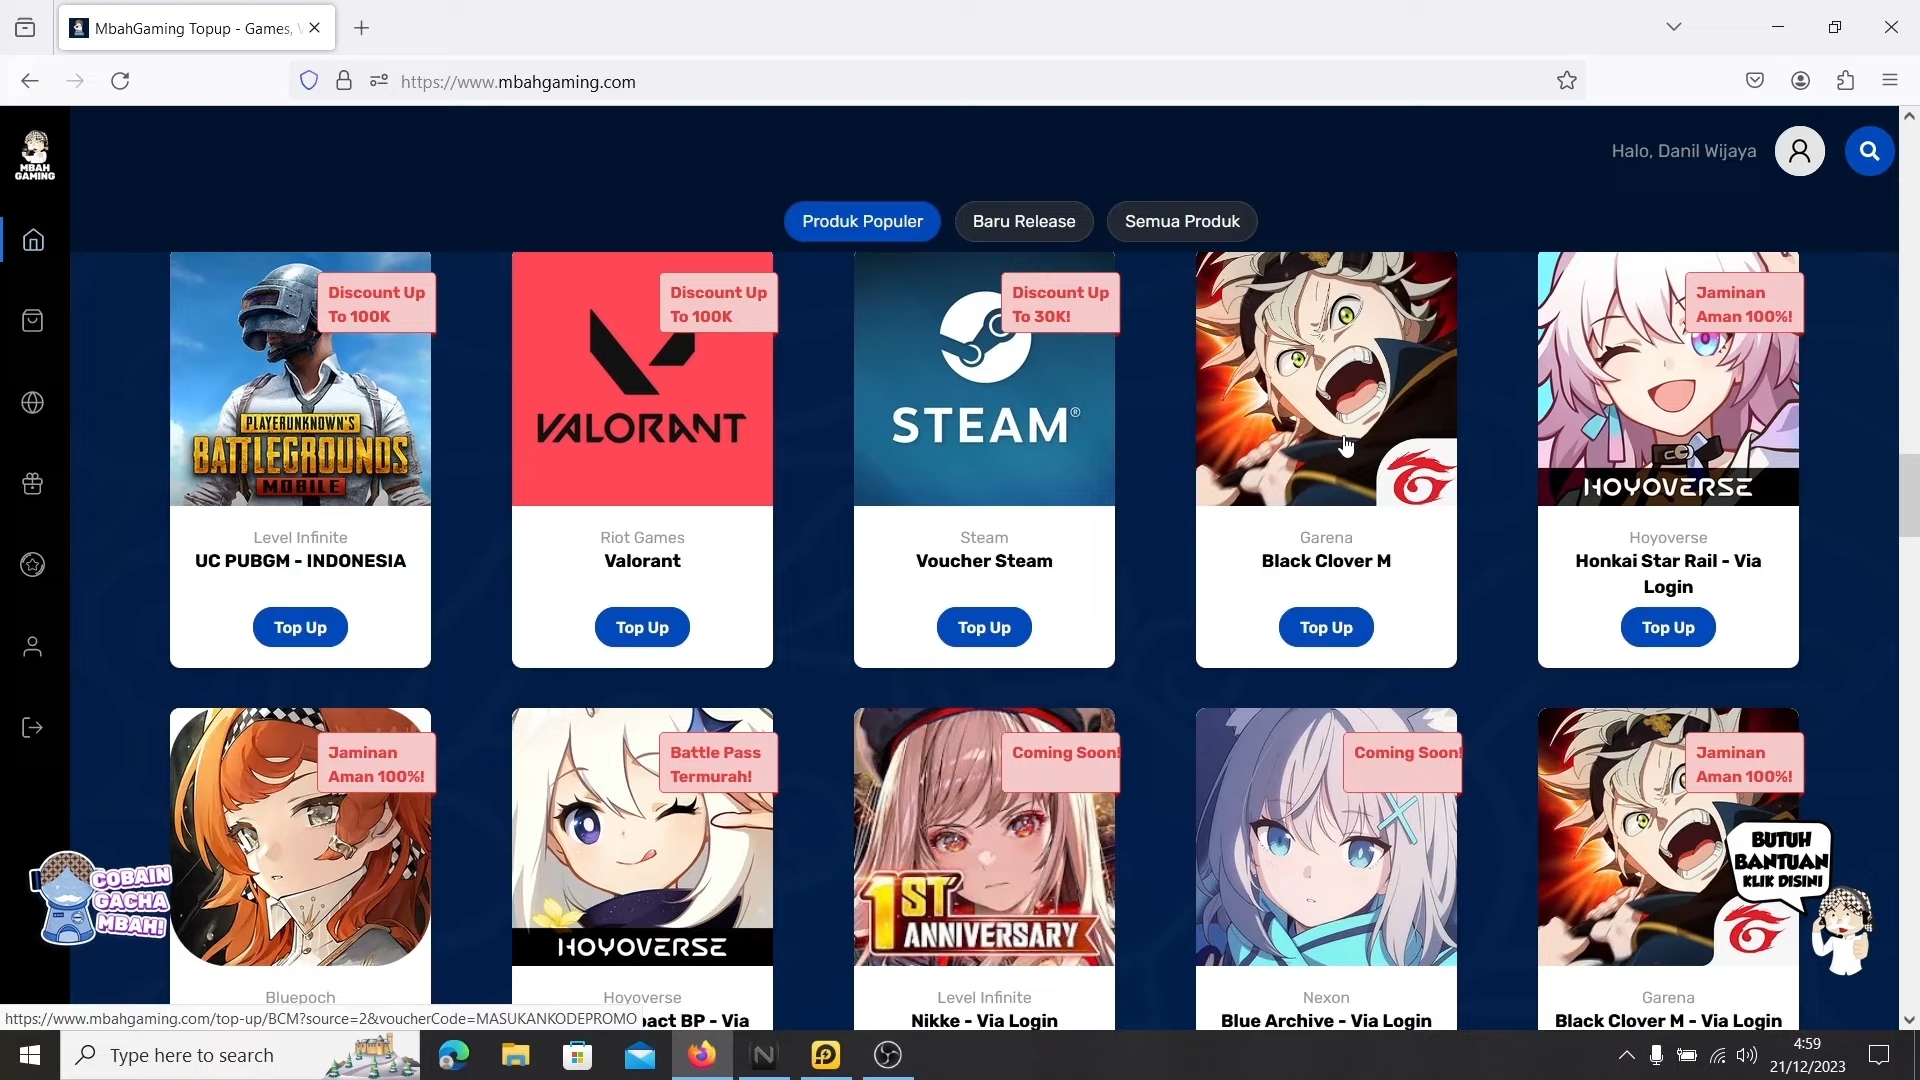 MbahGaming Topup - Games, V
https://www.mbahgaming.com
MBAH
GAMING
Halo, Danil Wijaya
Produk Populer
Baru Release
Semua Produk
Discount Up
To 100K
PLAYERUNKNOWN'S
BATTLEGROUNDS
MOBILE
Level Infinite
UC PUBGM - INDONESIA
Top Up
Discount Up
To 100K
VALORANT
Riot Games
Valorant
Top Up
Discount Up
To 30K!
STEAM®
Steam
Voucher Steam
Top Up
Garena
Black Clover M
Top Up
Jaminan
Aman 100%!
HOYOVERSE
Hoyoverse
Honkai Star Rail - Via
Login
Top Up
Jaminan
Aman 100%!
Bluepoch
Battle Pass
Termurah!
HOYOVERSE
Hoyoverse
pact BP - Via
Coming Soon!
1ST
ANNIVERSARY
Level Infinite
Nikke - Via Login
Coming Soon!
Nexon
Blue Archive - Via Login
Jaminan
Aman 100%!
Garena
Black Clover M - Via Login
COBAIN
GACHA
MBAH!
BUTUH
BANTUAN
KLIK DISINI
https://www.mbahgaming.com/top-up/BCM?source=2&voucherCode=MASUKANKODEPROMO
Type here to search
4:59
21/12/2023